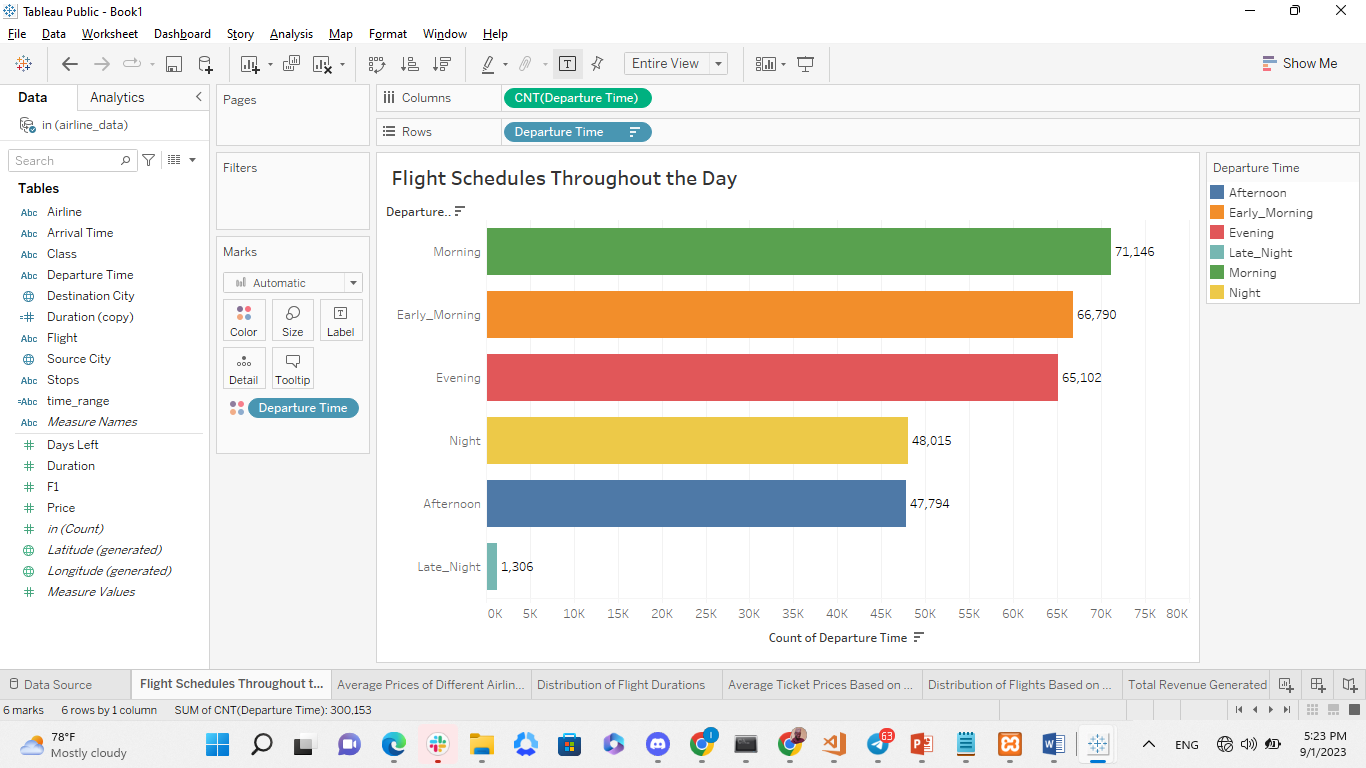 Tableau Public - Book1
File Data Worksheet Dashboard Story Analysis Map Format Window Help
Entire View
Show Me
Data Analytics
in (airline_data)
Search
Tables
Abc Airline
Abc Arrival Time
Abc Class
Abc Departure Time
Destination City
=# Duration (copy)
Abc Flight
Source City
Abc Stops
=Abc time_range
Abc Measure Names
# Days Left
# Duration
# F1
# Price
# in (Count)
Latitude (generated)
Longitude (generated)
# Measure Values
Pages
Filters
Marks
Automatic
Color Size Label
Detail Tooltip
Departure Time
Columns CNT(Departure Time)
Rows Departure Time
Flight Schedules Throughout the Day
Departure..
Morning 71,146
Early_Morning 66,790
Evening 65,102
Night 48,015
Afternoon 47,794
Late_Night 1,306
0K 5K 10K 15K 20K 25K 30K 35K 40K 45K 50K 55K 60K 65K 70K 75K 80K
Count of Departure Time
Departure Time
Afternoon
Early_Morning
Evening
Late_Night
Morning
Night
Data Source Flight Schedules Throughout t... Average Prices of Different Airlin... Distribution of Flight Durations Average Ticket Prices Based on ... Distribution of Flights Based on ... Total Revenue Generated
6 marks 6 rows by 1 column SUM of CNT(Departure Time): 300,153
78°F
Mostly cloudy
63
ENG
5:23 PM
9/1/2023